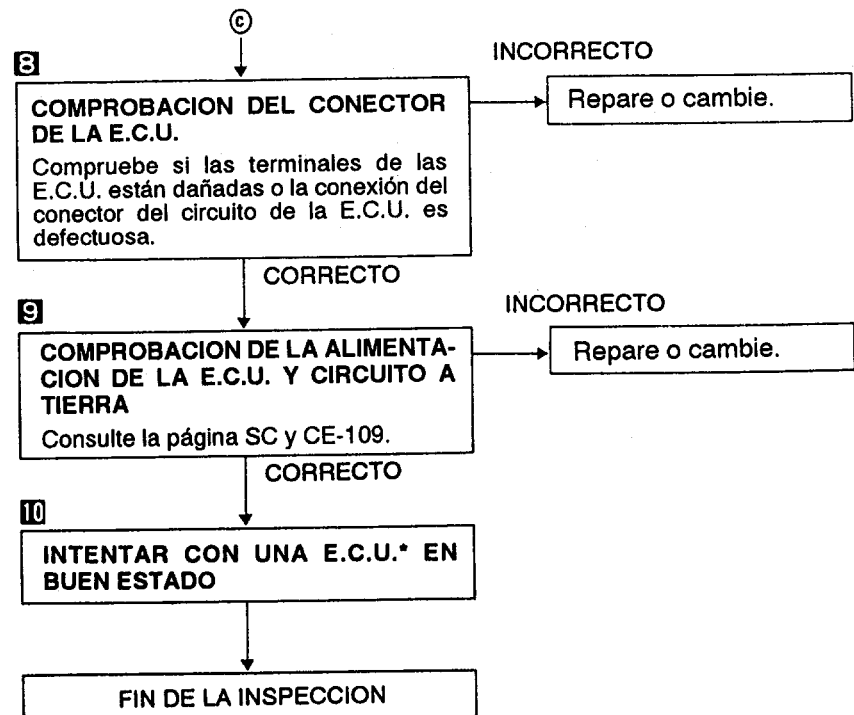 c
8
INCORRECTO
COMPROBACION DEL CONECTOR
DE LA E.C.U.
Compruebe si las terminales de las
E.C.U. están dañadas o la conexión del
conector del circuito de la E.C.U. es
defectuosa.
Repare o cambie.
CORRECTO
9
INCORRECTO
COMPROBACION DE LA ALIMENTA-
CION DE LA E.C.U. Y CIRCUITO A
TIERRA
Consulte la página SC y CE-109.
Repare o cambie.
CORRECTO
10
INTENTAR CON UNA E.C.U.* EN
BUEN ESTADO
FIN DE LA INSPECCION